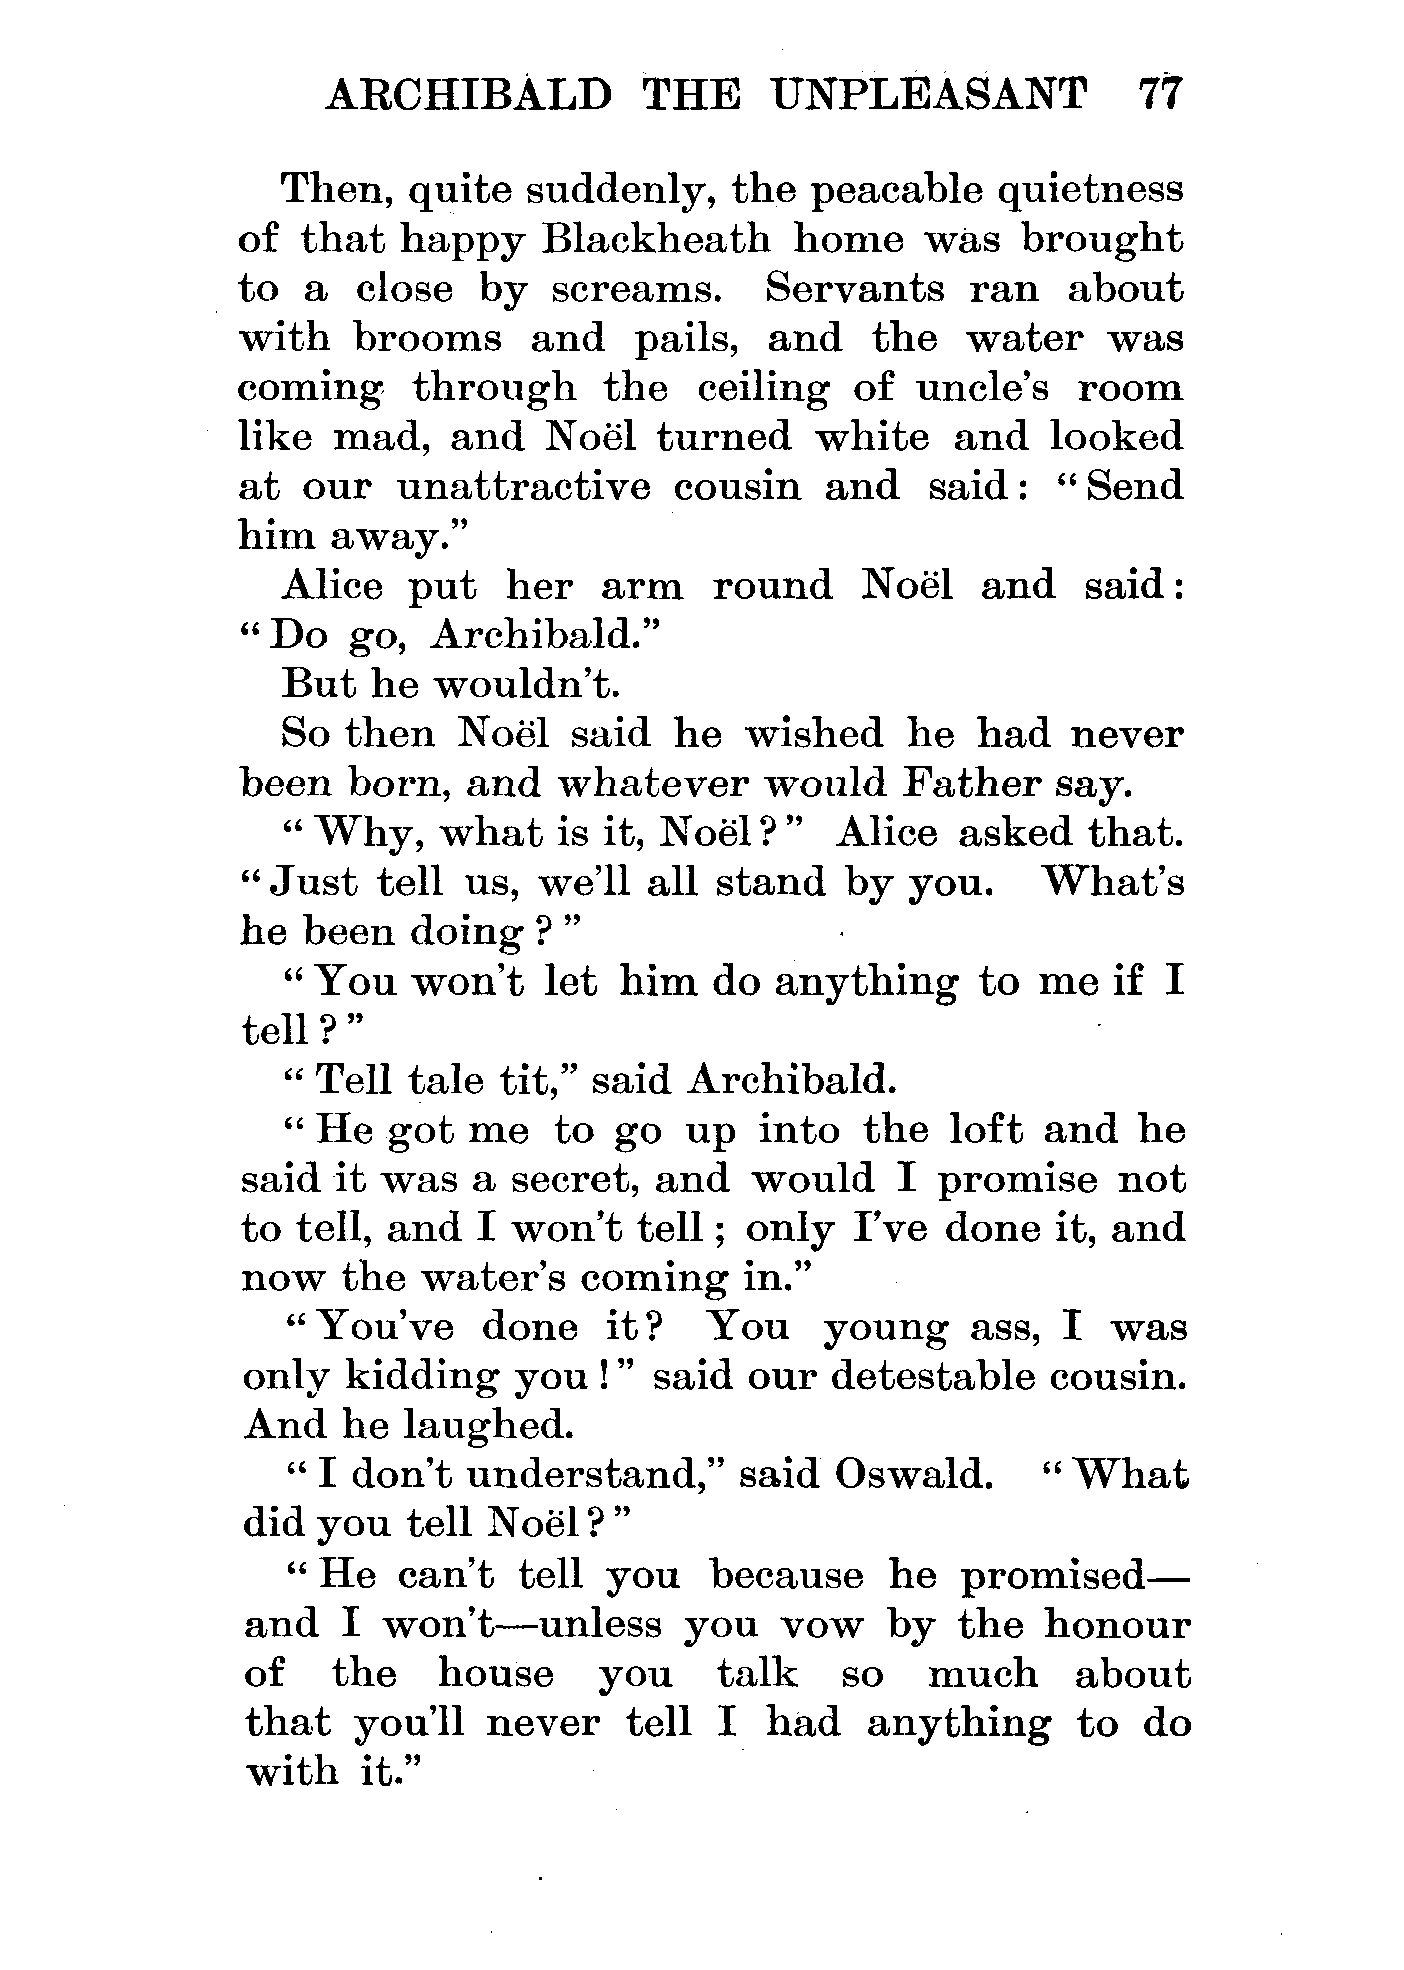 ARCHIBALD THE UNPLEASANT 77
Then, quite suddenly, the peacable quietness
of that happy Blackheath home was brought
to a close by screams. Servants ran about
with brooms and pails, and the water was
coming through the ceiling of uncle's room
like mad, and Noël turned white and looked
at our unattractive cousin and said: “Send
him away.”
Alice put her arm round Noël and said:
“Do go, Archibald.”
But he wouldn't.
So then Noël said he wished he had never
been born, and whatever would Father say.
“Why, what is it, Noël?” Alice asked that.
“Just tell us, we'll all stand by you. What's
he been doing?”
“You won't let him do anything to me if I
tell?”
“Tell tale tit,” said Archibald.
“He got me to go up into the loft and he
said it was a secret, and would I promise not
to tell, and I won't tell; only I've done it, and
now the water's coming in.”
“You've done it? You young ass, I was
only kidding you!” said our detestable cousin.
And he laughed.
“I don't understand,” said Oswald. “What
did you tell Noël?”
“He can't tell you because he promised—
and I won't—unless you vow by the honour
of the house you talk so much about
that you'll never tell I had anything to do
with it.”